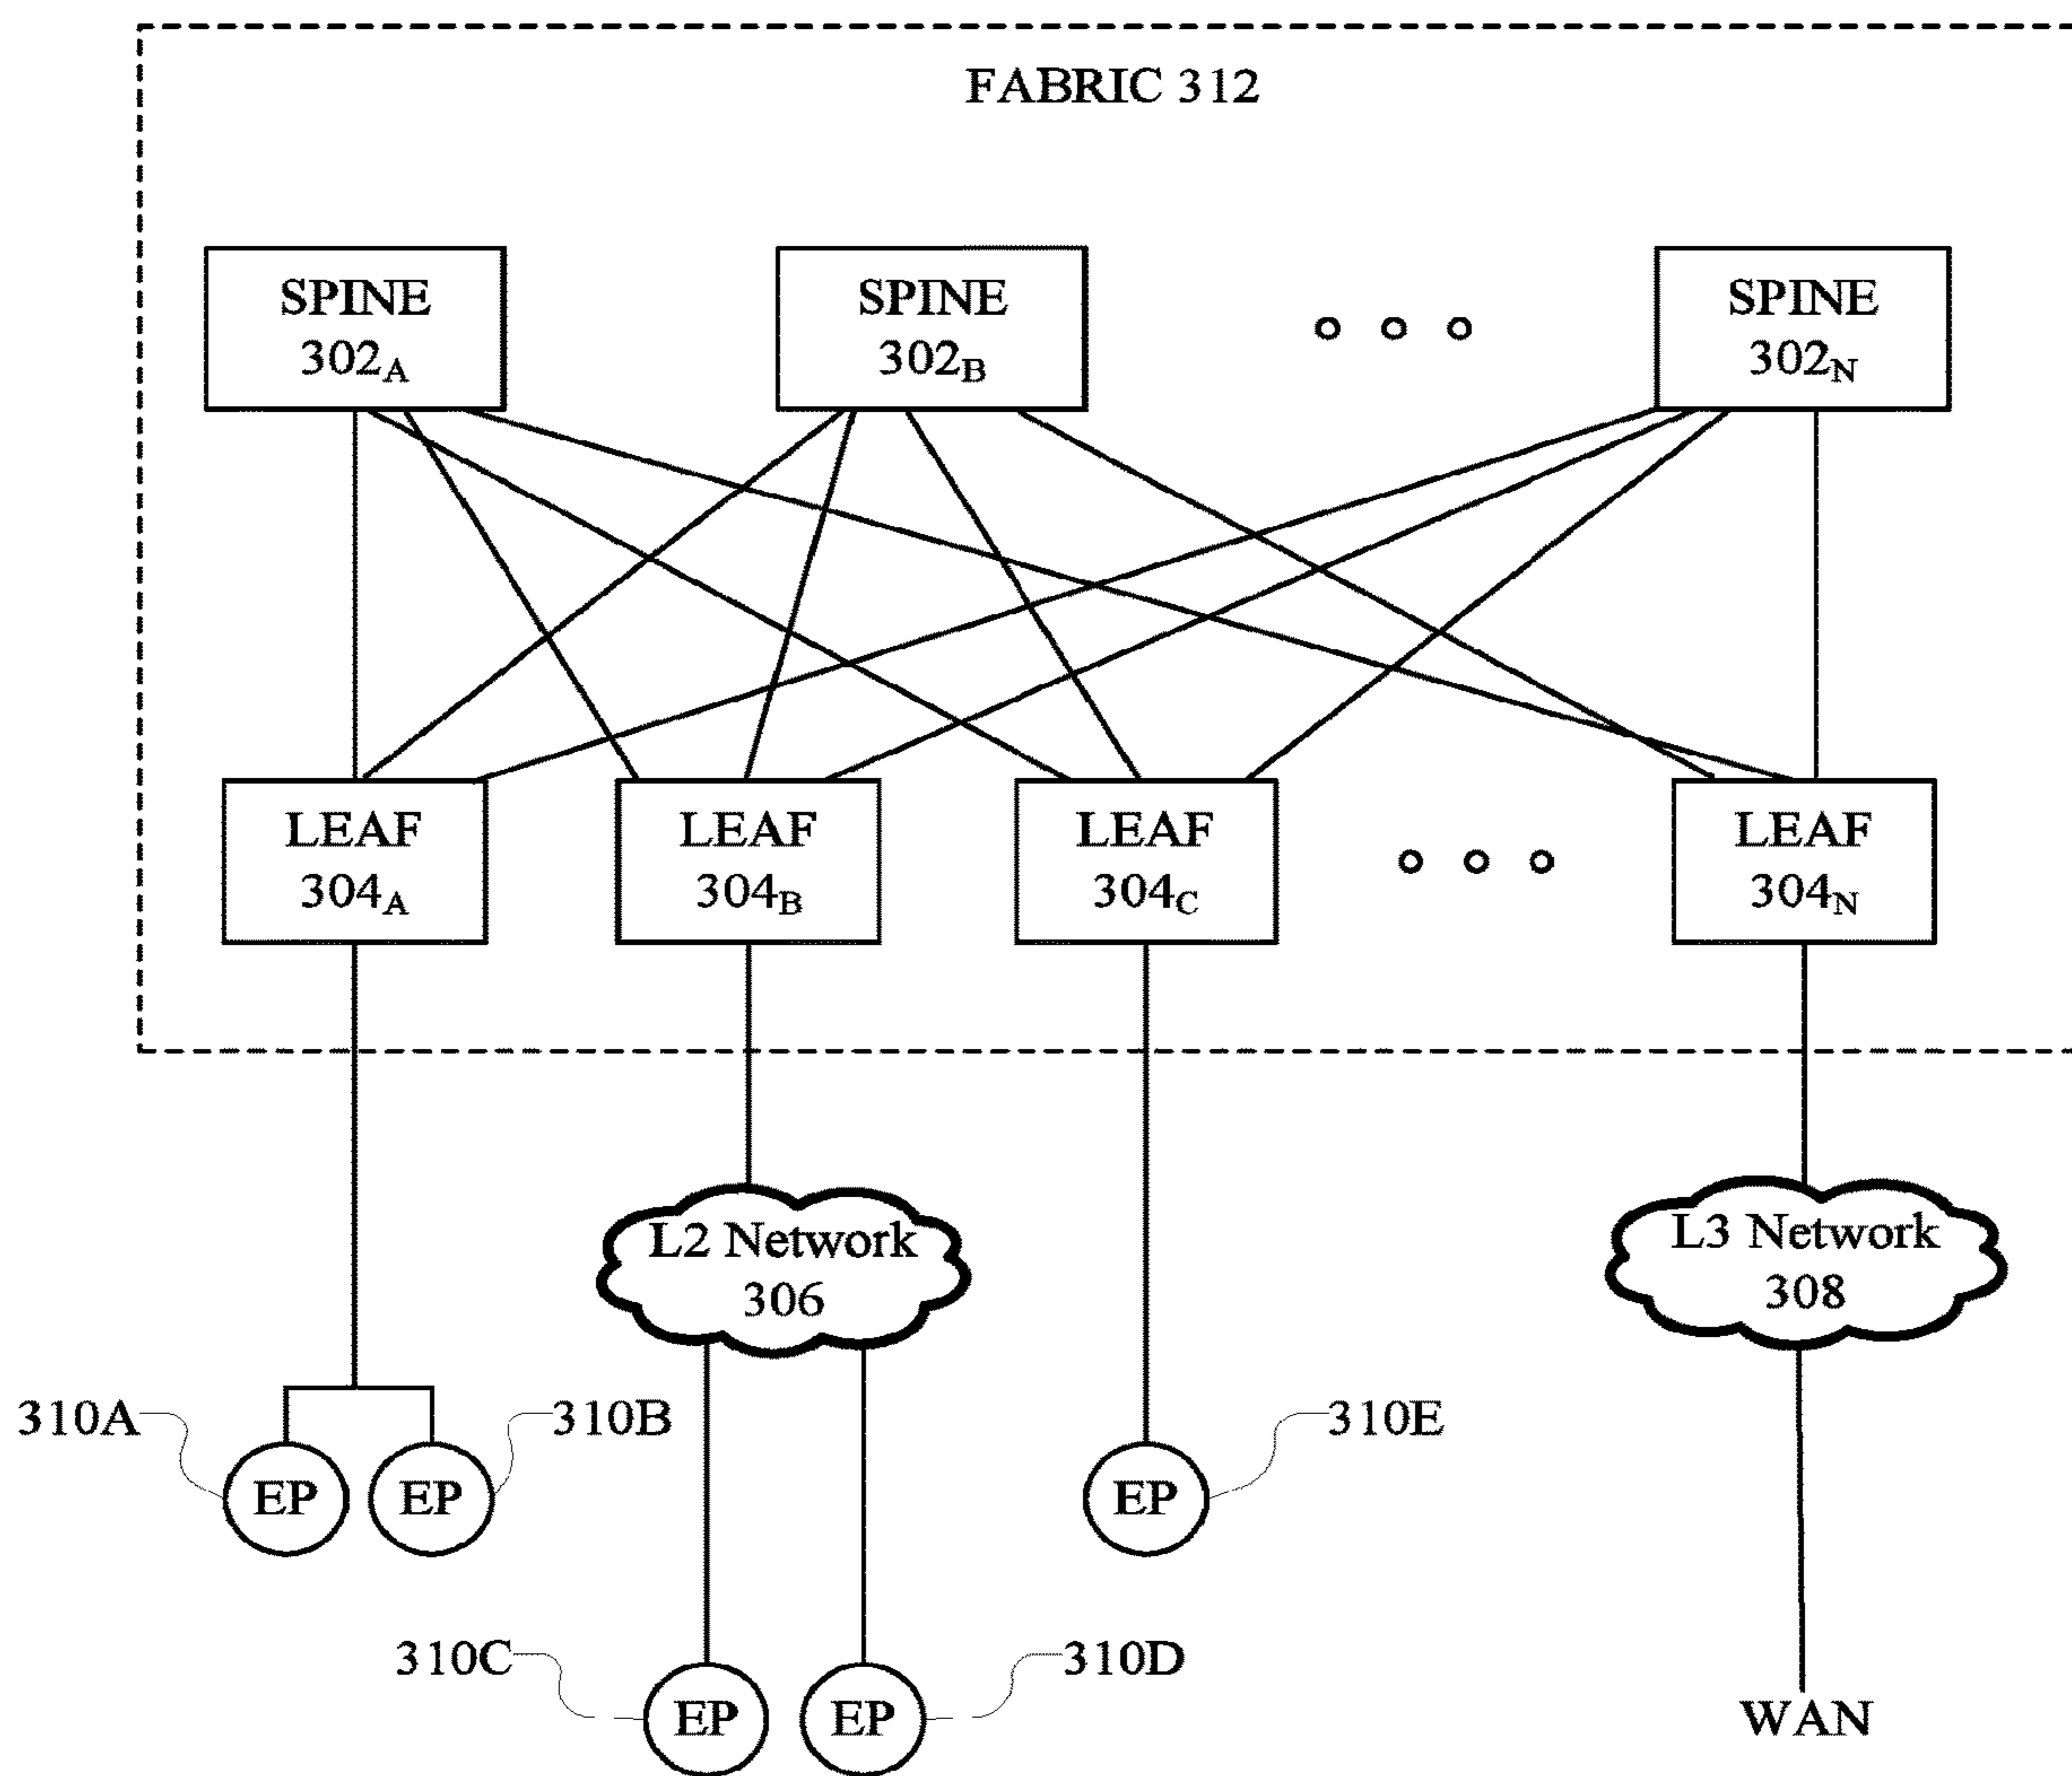 FABRIC 312
SPINE
302A
SPINE
302B
SPINE
302N
LEAF
304A
LEAF
304B
LEAF
304C
LEAF
304N
L2 Network
306
L3 Network
308
310A
EP
EP
310B
EP
310E
310C
EP
EP
310D
WAN